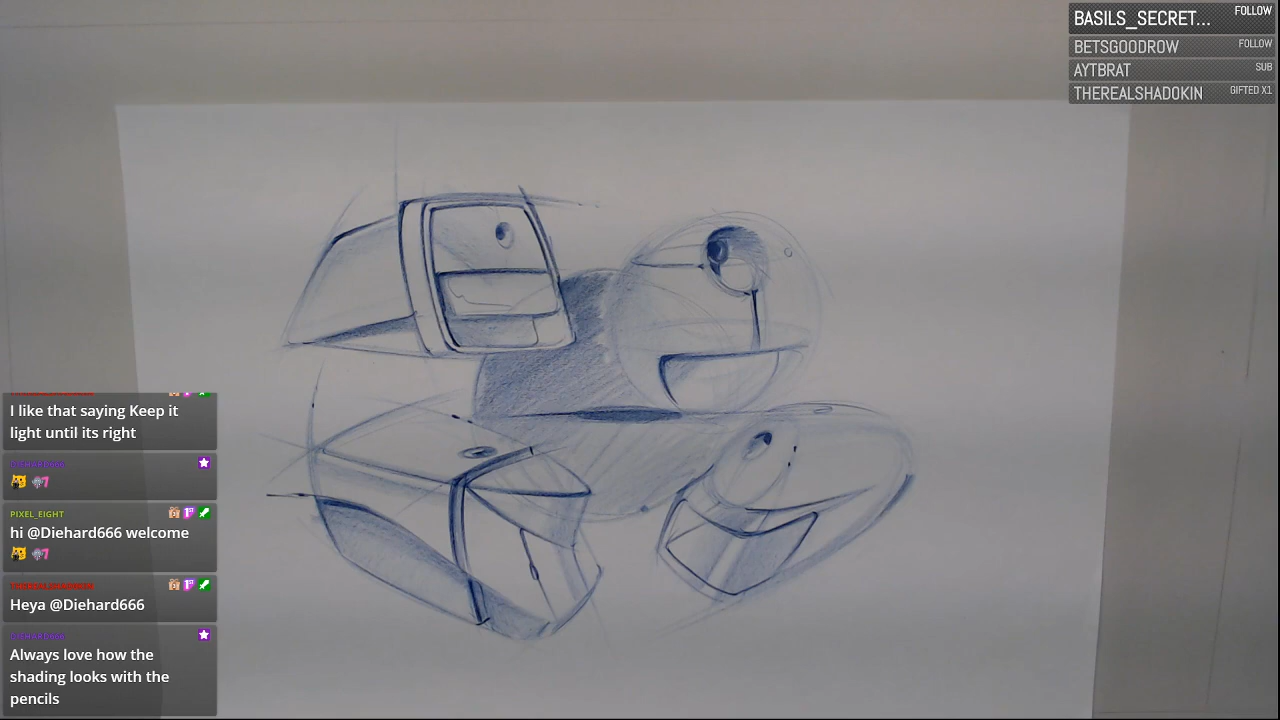 BASILS_SECRET... FOLLOW
BETSGOODROW FOLLOW
AYTBRAT SUB
THEREALSHADOKIN GIFTED X1
I like that saying Keep it
light until its right
PIXEL_EIGHT
hi @Diehard666 welcome
Heya @Diehard666
Always love how the
shading looks with the
pencils